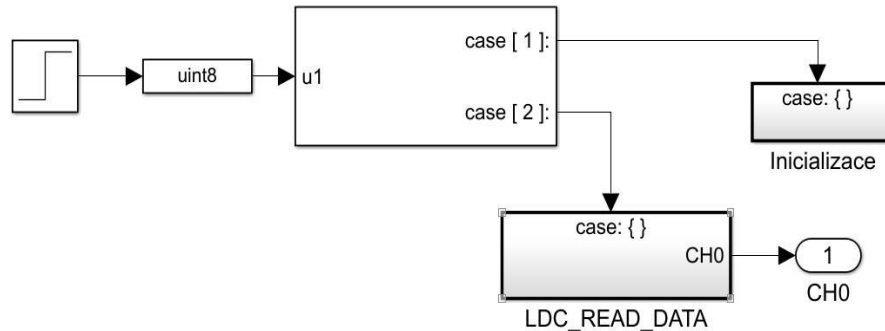 case [ 1 ]:
uint8
u1
case [ 2 ]:
case: { }
Inicializace
case: { }
CH0
1
CH0
LDC_READ_DATA